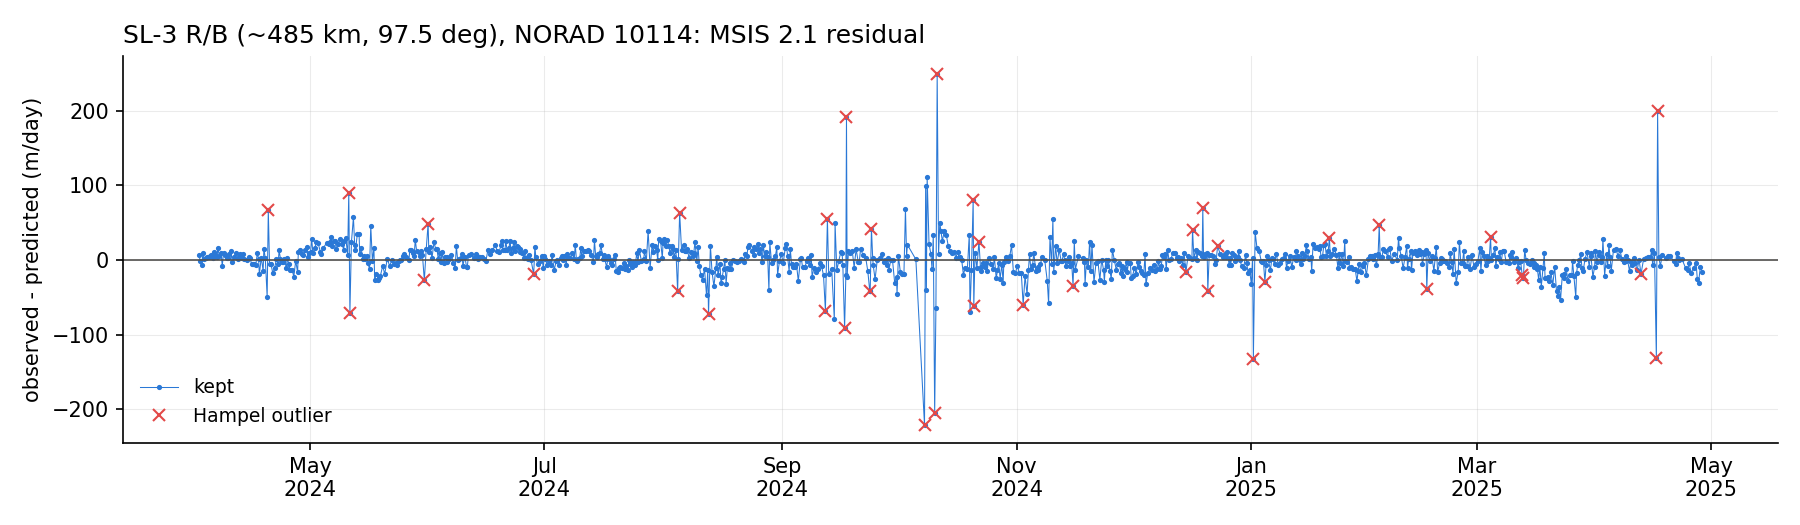 SL-3 R/B (~485 km, 97.5 deg), NORAD 10114: MSIS 2.1 residual
observed - predicted (m/day)
200
100
0
−100
−200
kept
Hampel outlier
May
2024
Jul
2024
Sep
2024
Nov
2024
Jan
2025
Mar
2025
May
2025